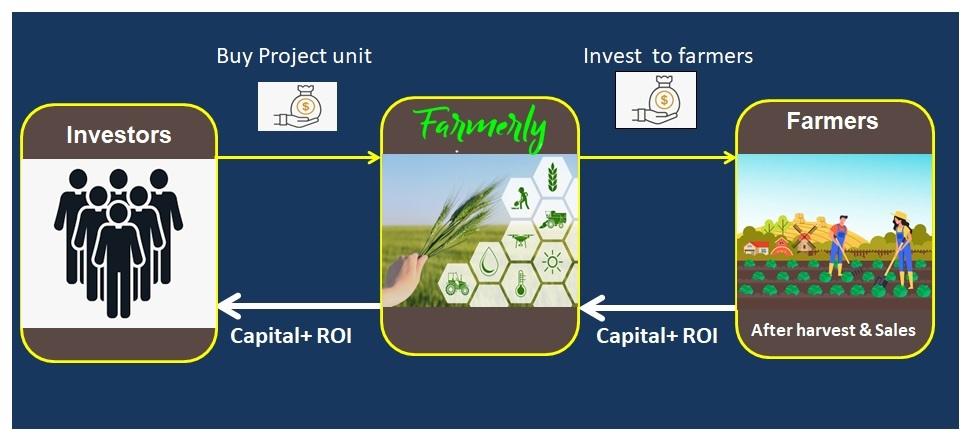 Buy Project unit
Invest to farmers
$
$
Investors
Farmerly
Farmers
Capital+ ROI
Capital+ ROI
After harvest & Sales